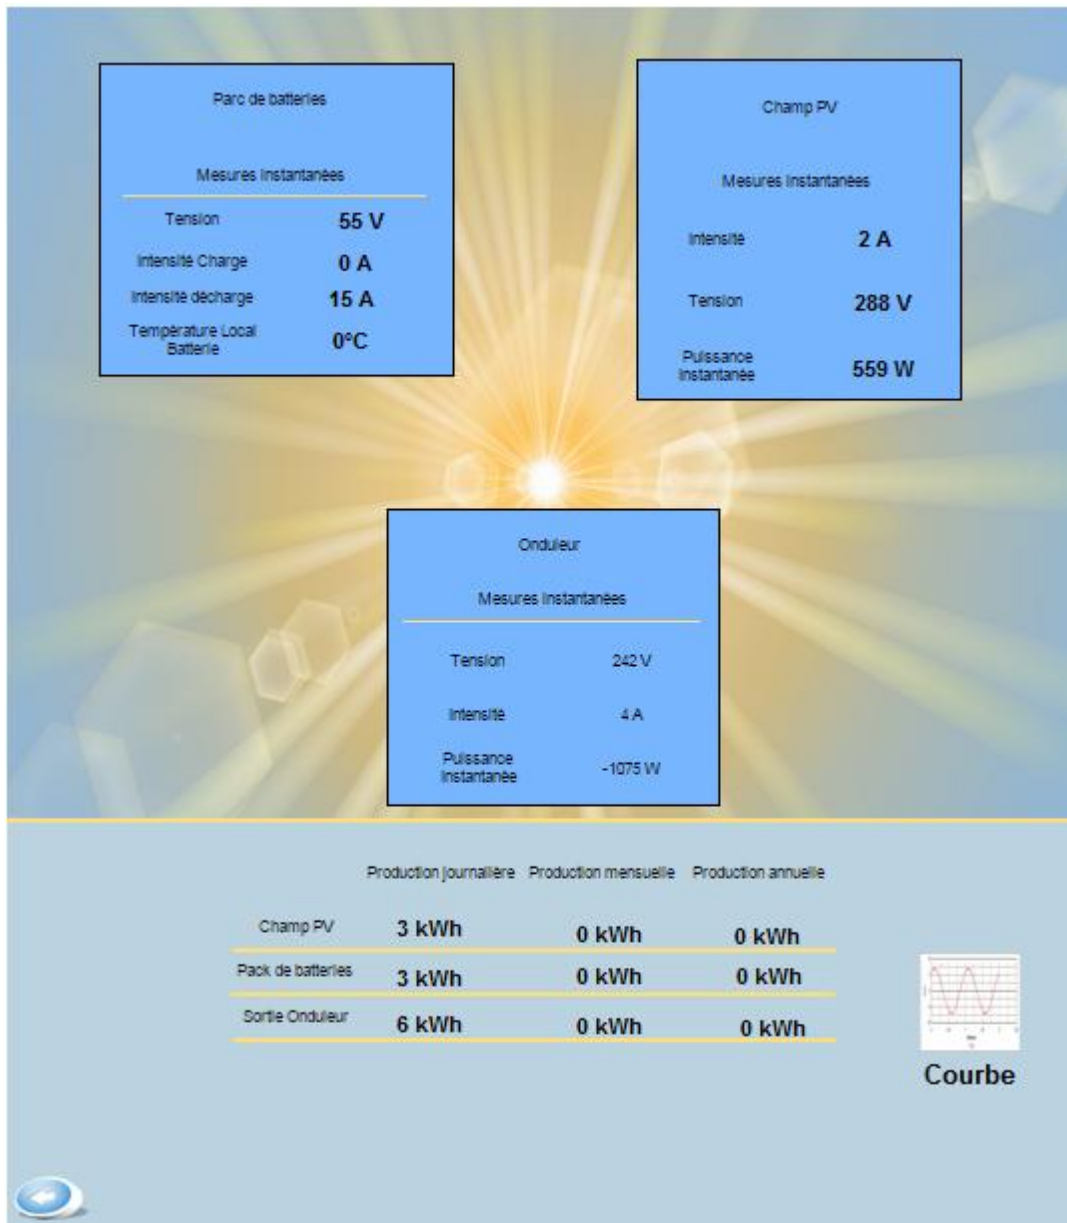 Parc de batteries
Mesures Instantanées
Tension 55 V
Intensité Charge 0 A
Intensité décharge 15 A
Température Local
Batterie 0°C
Champ PV
Mesures Instantanées
Intensité 2 A
Tension 288 V
Puissance
Instantanée 559 W
Onduleur
Mesures Instantanées
Tension 242 V
Intensité 4 A
Puissance
Instantanée -1075 W
Production journalière Production mensuelle Production annuelle
Champ PV 3 kWh 0 kWh 0 kWh
Pack de batteries 3 kWh 0 kWh 0 kWh
Sortie Onduleur 6 kWh 0 kWh 0 kWh
Courbe